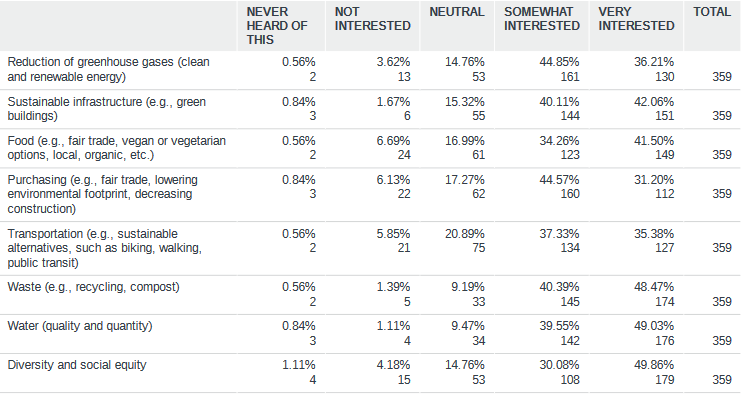 NEVER HEARD OF THIS NOT INTERESTED NEUTRAL SOMEWHAT INTERESTED VERY INTERESTED TOTAL
Reduction of greenhouse gases (clean 0.56% 3.62% 14.76% 44.85% 36.21%
and renewable energy) 2 13 53 161 130 359
Sustainable infrastructure (e.g., green 0.84% 1.67% 15.32% 40.11% 42.06%
buildings) 3 6 55 144 151 359
Food (e.g., fair trade, vegan or vegetarian 0.56% 6.69% 16.99% 34.26% 41.50%
options, local, organic, etc.) 2 24 61 123 149 359
Purchasing (e.g., fair trade, lowering 0.84% 6.13% 17.27% 44.57% 31.20%
environmental footprint, decreasing 3 22 62 160 112 359
construction)
Transportation (e.g., sustainable 0.56% 5.85% 20.89% 37.33% 35.38%
alternatives, such as biking, walking, 2 21 75 134 127 359
public transit)
Waste (e.g., recycling, compost) 0.56% 1.39% 9.19% 40.39% 48.47%
2 5 33 145 174 359
Water (quality and quantity) 0.84% 1.11% 9.47% 39.55% 49.03%
3 4 34 142 176 359
Diversity and social equity 1.11% 4.18% 14.76% 30.08% 49.86%
4 15 53 108 179 359